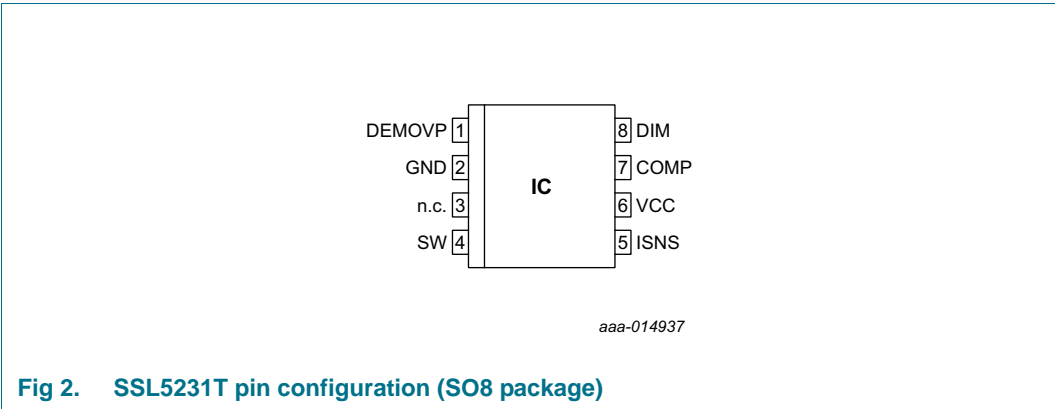 DEMOVP 1
GND 2
n.c. 3
SW 4
IC
8 DIM
7 COMP
6 VCC
5 ISNS
aaa-014937
Fig 2. SSL5231T pin configuration (SO8 package)